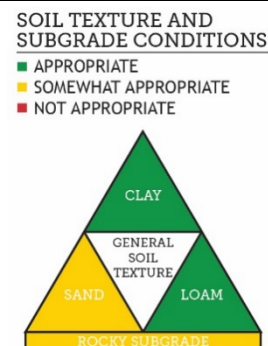 SOIL TEXTURE AND
SUBGRADE CONDITIONS
APPROPRIATE
SOMEWHAT APPROPRIATE
NOT APPROPRIATE
CLAY
GENERAL
SOIL
TEXTURE
SAND
LOAM
ROCKY SUBGRADE